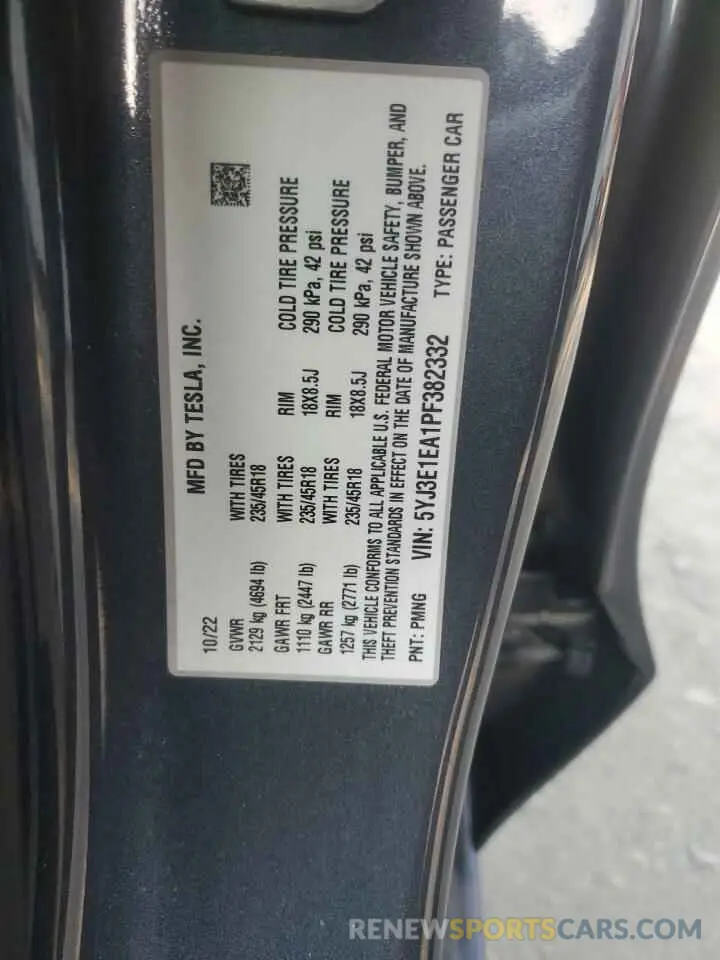 MFD BY TESLA, INC.
10/22
GVWR WITH TIRES
2129 kg (4694 lb) 235/45R18
GAWR FRT WITH TIRES RIM COLD TIRE PRESSURE
1110 kg (2447 lb) 235/45R18 18X8.5J 290 kPa, 42 psi
GAWR RR WITH TIRES RIM COLD TIRE PRESSURE
1257 kg (2771 lb) 235/45R18 18X8.5J 290 kPa, 42 psi
THIS VEHICLE CONFORMS TO ALL APPLICABLE U.S. FEDERAL MOTOR VEHICLE SAFETY, BUMPER, AND
THEFT PREVENTION STANDARDS IN EFFECT ON THE DATE OF MANUFACTURE SHOWN ABOVE.
PNT: PMNG VIN: 5YJ3E1EA1PF382332 TYPE: PASSENGER CAR
RENEWSPORTSCARS.COM